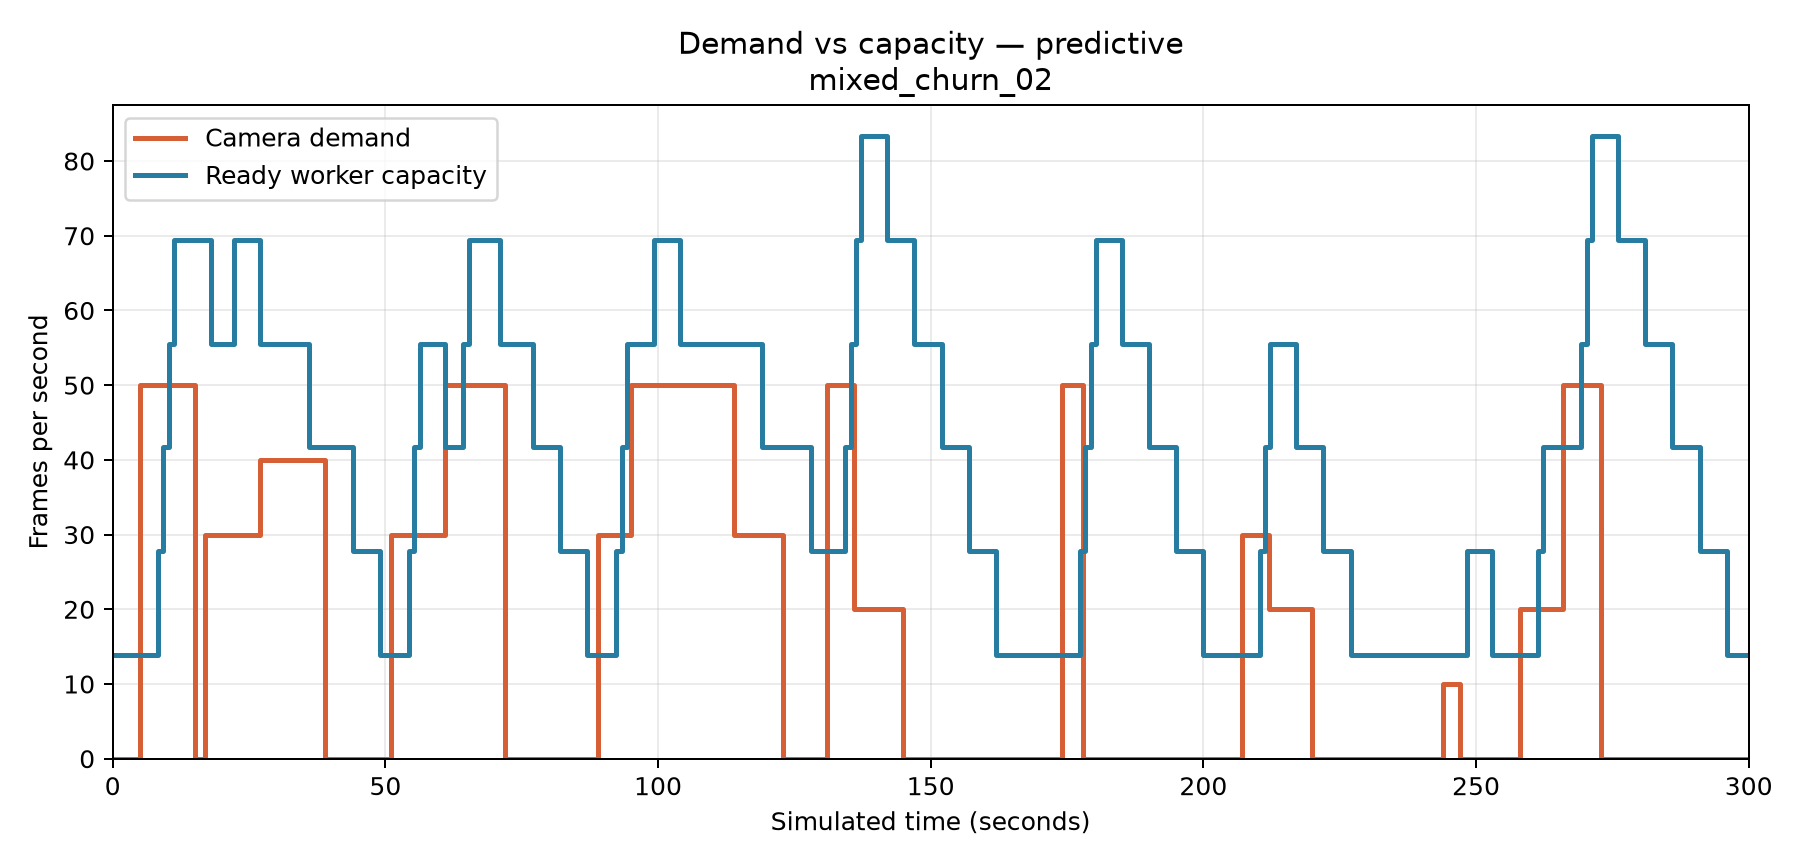 Demand vs capacity — predictive
mixed_churn_02
Camera demand
Ready worker capacity
Frames per second
80
70
60
50
40
30
20
10
0
0 50 100 150 200 250 300
Simulated time (seconds)